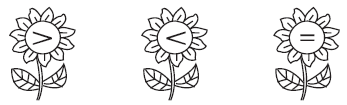 > < =